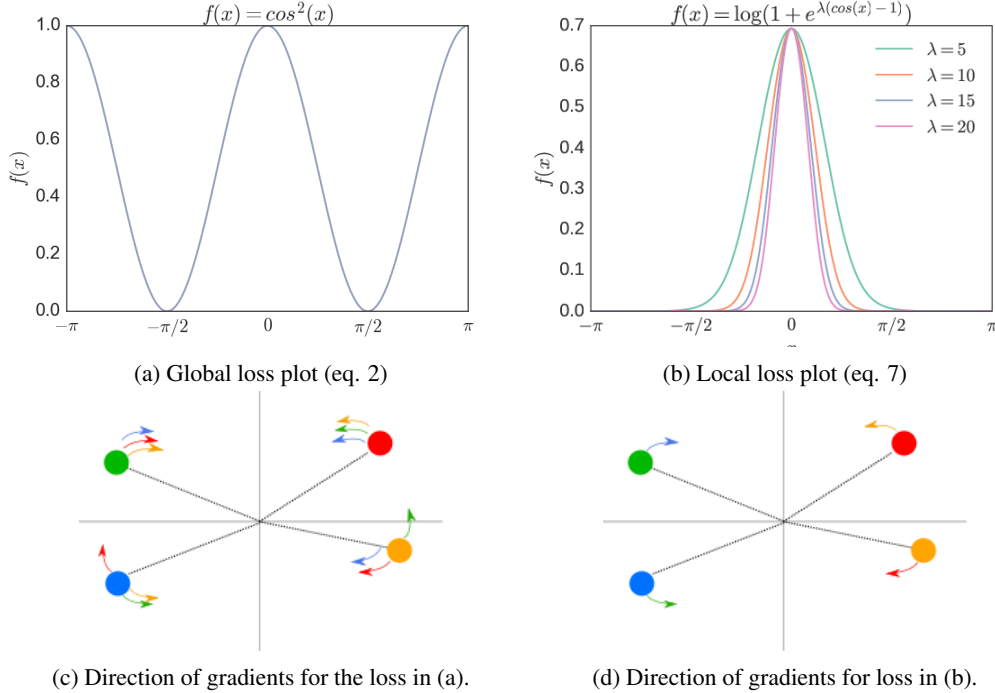 f(x) = cos²(x)
f(x)
1.0
0.8
0.6
0.4
0.2
0.0
−π
−π/2
0
π/2
π
(a) Global loss plot (eq. 2)
f(x) = log(1 + e^{λ(cos(x)−1)})
f(x)
0.7
0.6
0.5
0.4
0.3
0.2
0.1
0.0
λ = 5
λ = 10
λ = 15
λ = 20
−π
−π/2
0
π/2
π
(b) Local loss plot (eq. 7)
(c) Direction of gradients for the loss in (a).
(d) Direction of gradients for loss in (b).